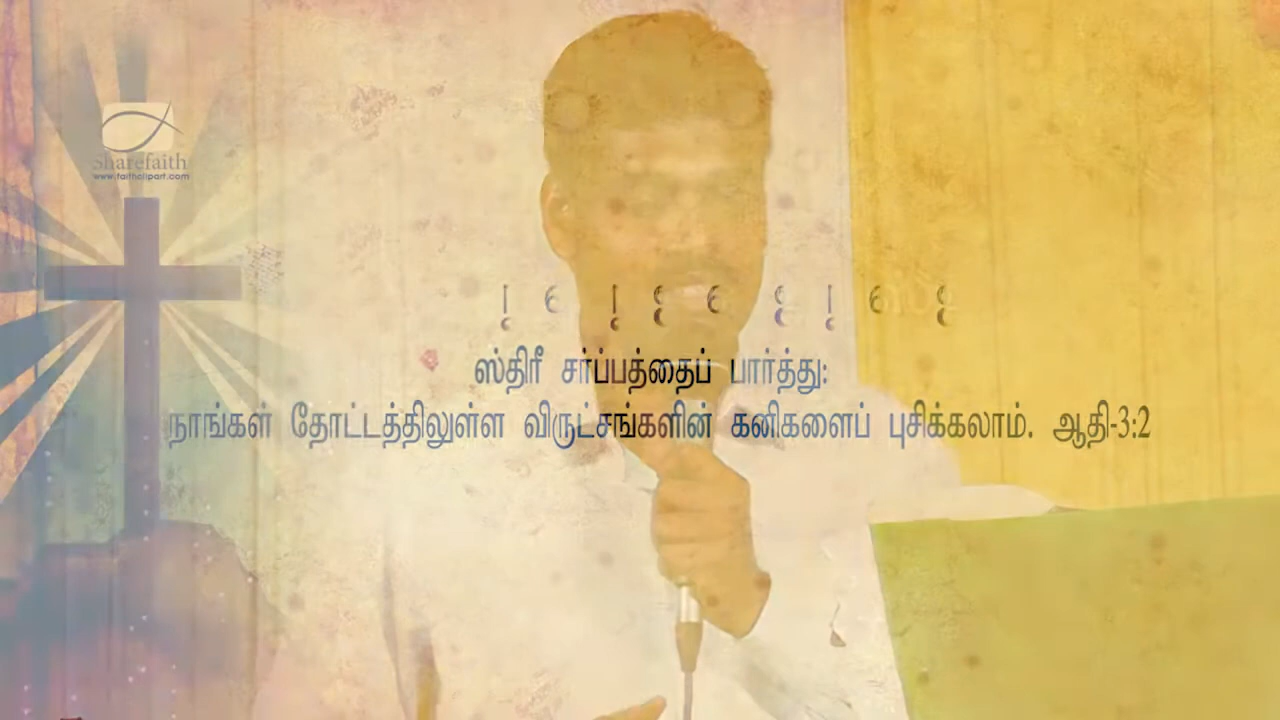 Sharefaith
www.faithclipart.com
ஸ்திரீ சர்ப்பத்தைப் பார்த்து:
நாங்கள் தோட்டத்திலுள்ள விருட்சங்களின் கனிகளைப் புசிக்கலாம். ஆதி-3:2